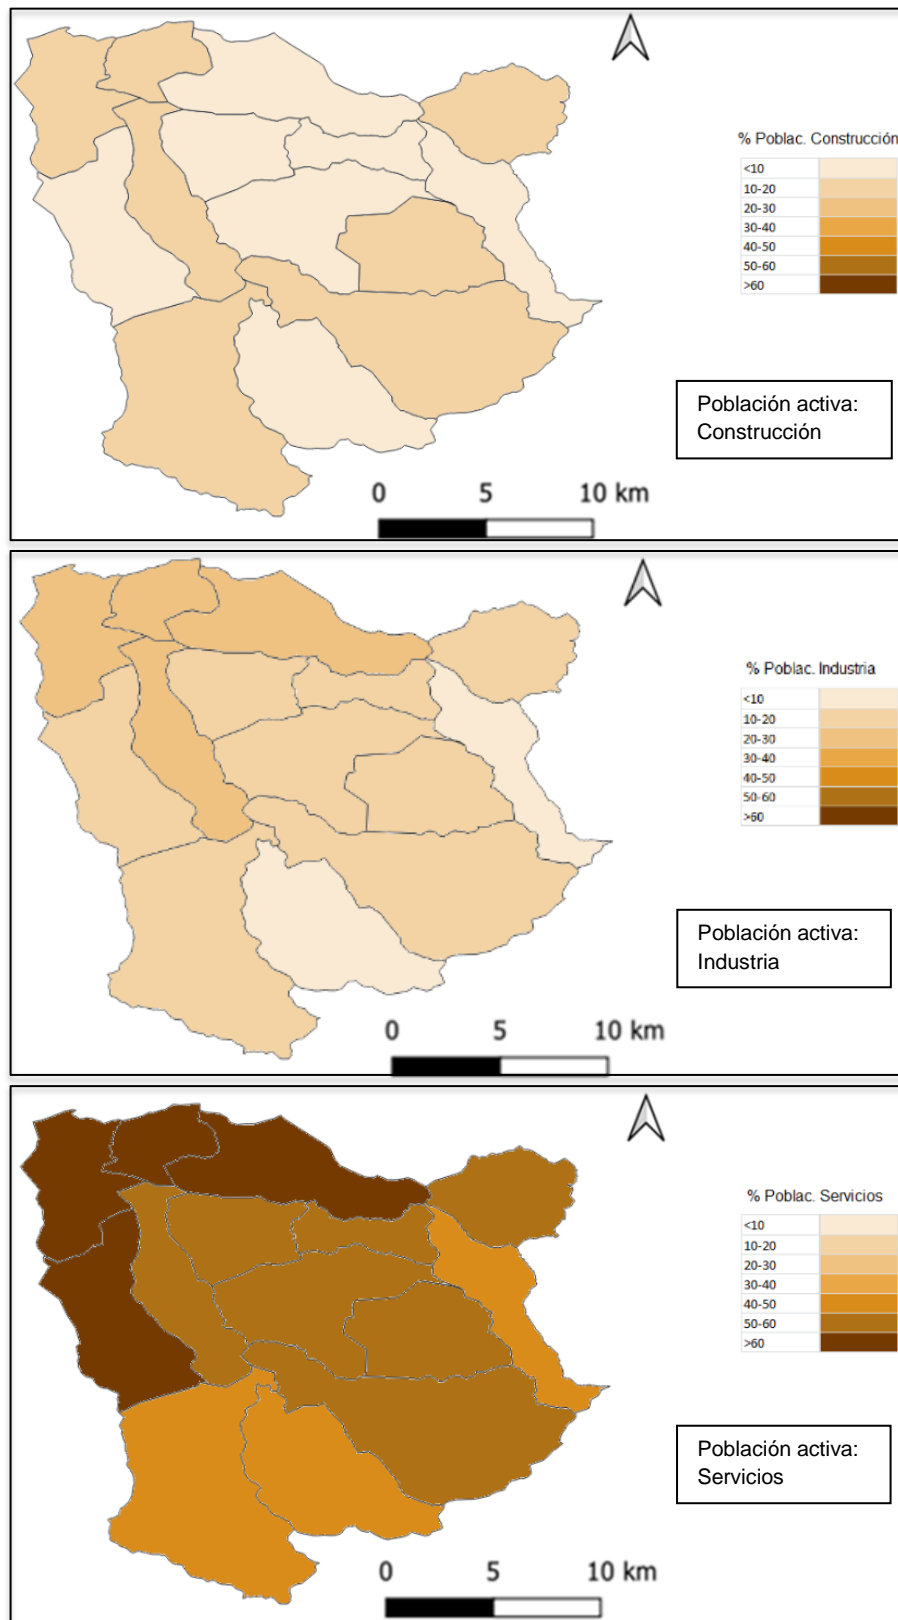 % Poblac. Construcción
<10
10-20
20-30
30-40
40-50
50-60
>60
Población activa:
Construcción
0 5 10 km
% Poblac. Industria
<10
10-20
20-30
30-40
40-50
50-60
>60
Población activa:
Industria
0 5 10 km
% Poblac. Servicios
<10
10-20
20-30
30-40
40-50
50-60
>60
Población activa:
Servicios
0 5 10 km